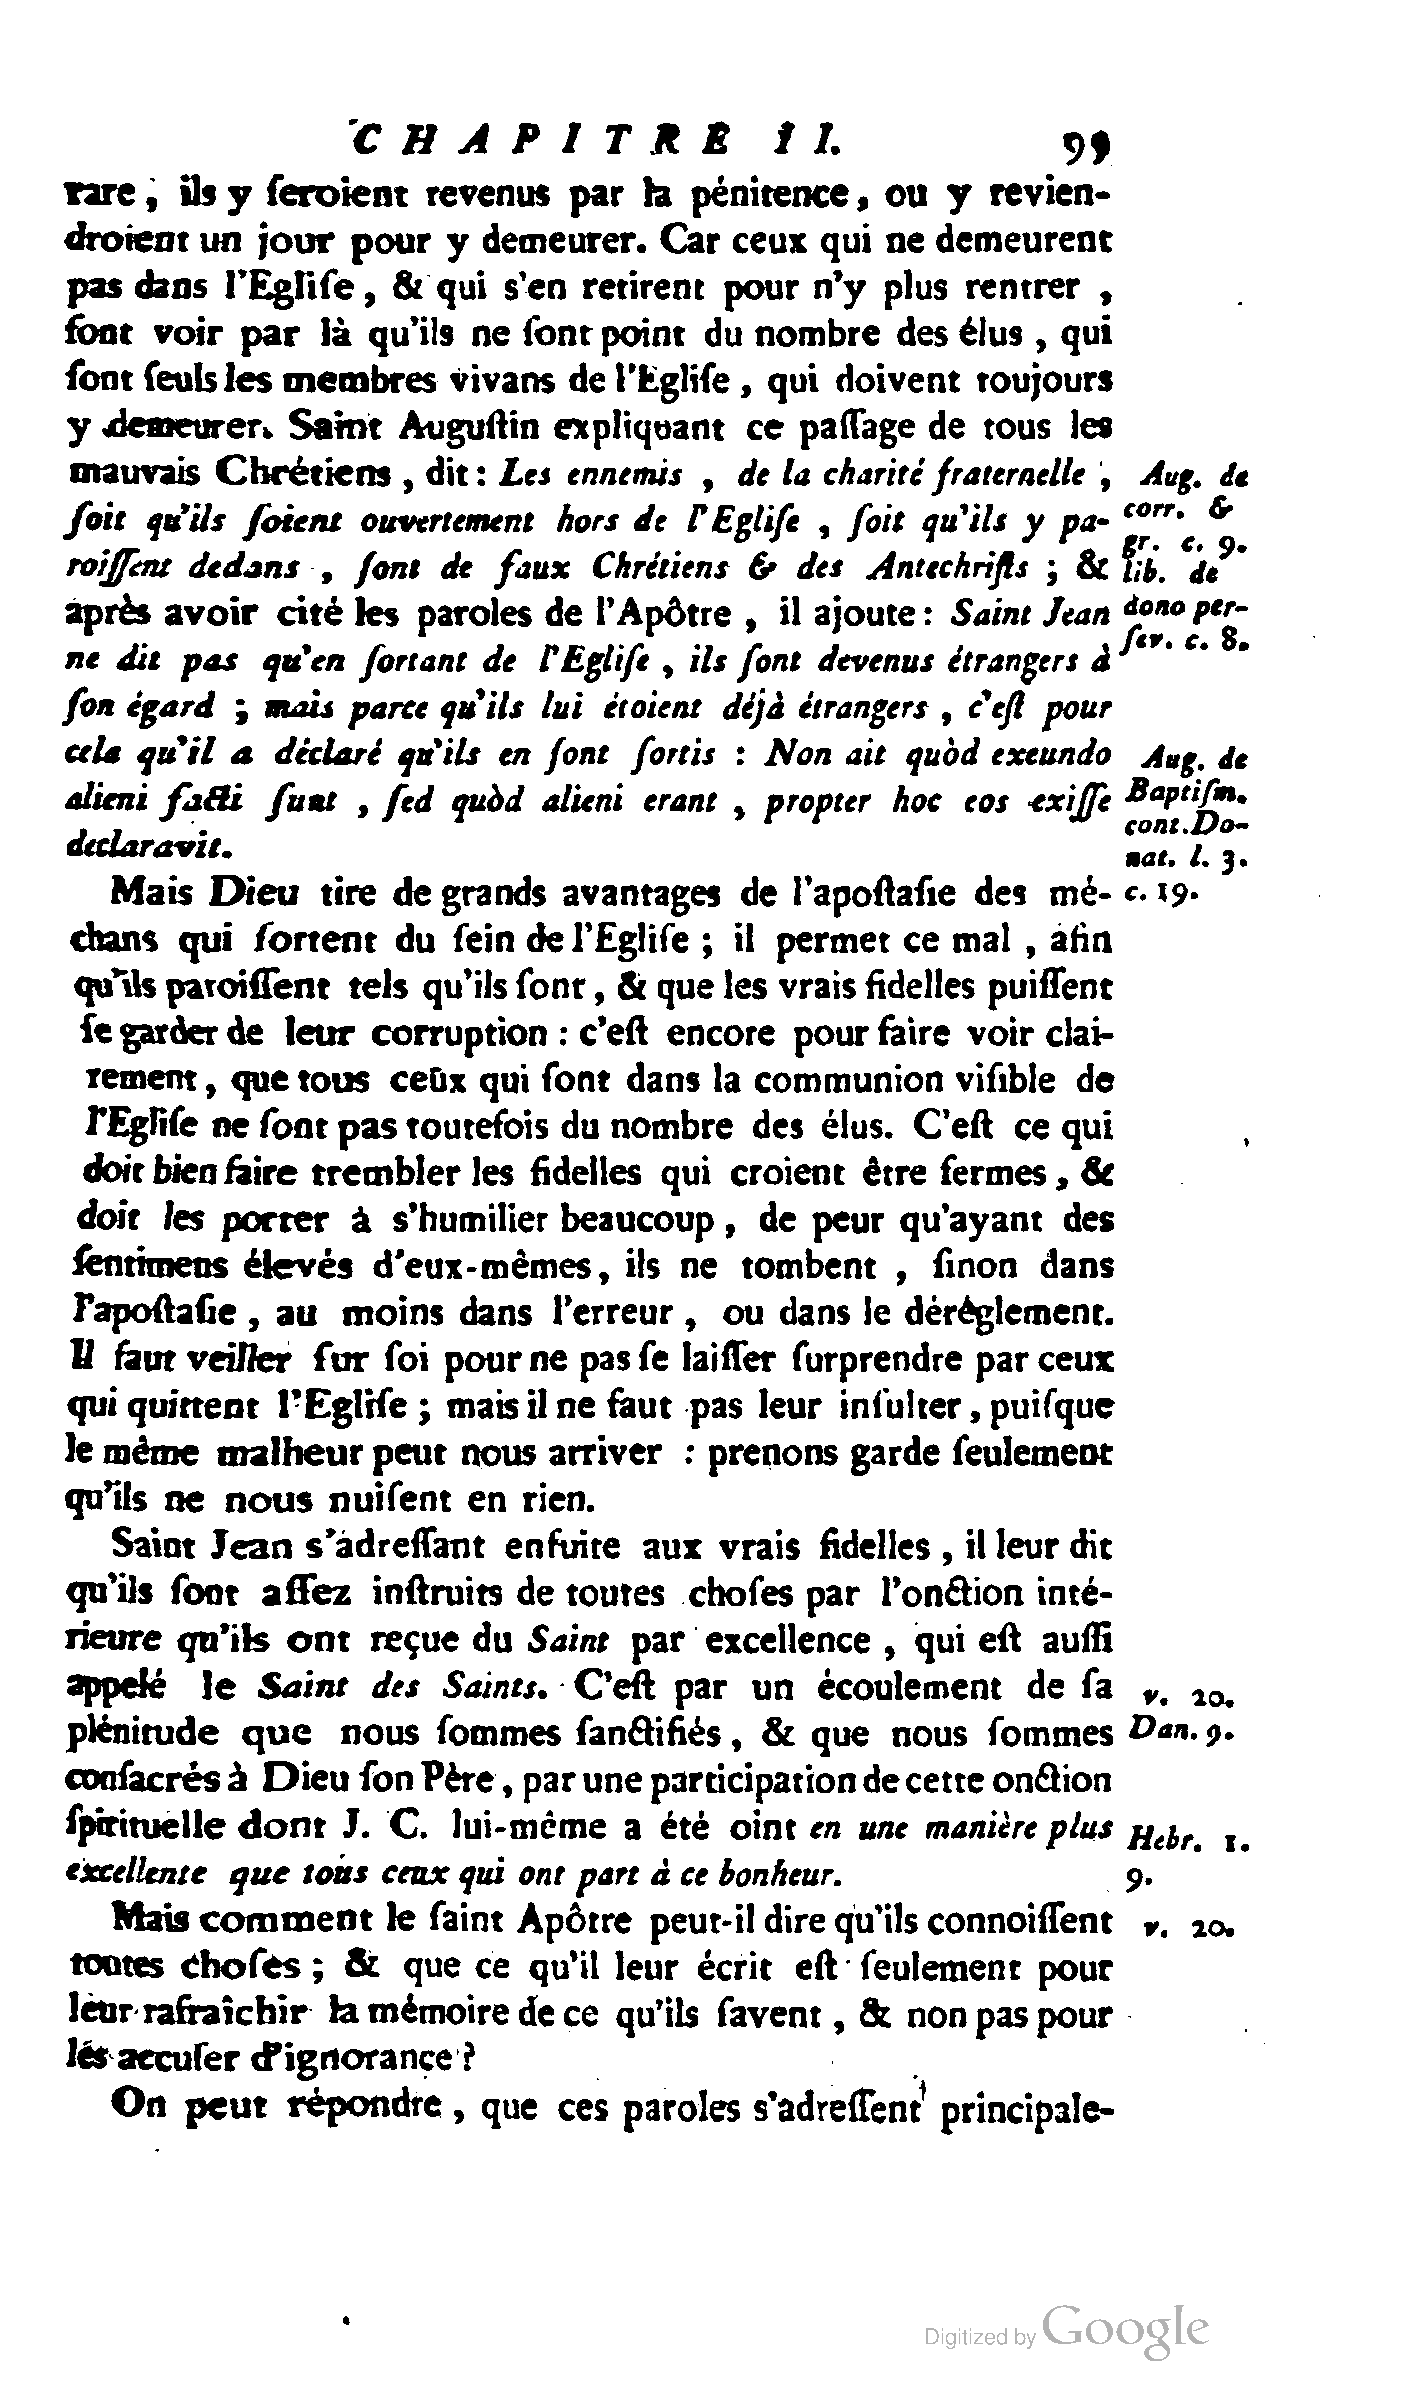 CHAPITRE II. 99
rare ; ils y ſeroient revenus par la pénitence, ou y revien-
droient un jour pour y demeurer. Car ceux qui ne demeurent
pas dans l'Egliſe, & qui s'en retirent pour n'y plus rentrer ,
font voir par là qu'ils ne ſont point du nombre des élus , qui
ſont ſeuls les membres vivans de l'Egliſe , qui doivent toujours
y demeurer. Saint Auguſtin expliquant ce paſſage de tous les
mauvais Chrétiens , dit : Les ennemis , de la charité fraternelle ,
ſoit qu'ils ſoient ouvertement hors de l'Egliſe , ſoit qu'ils y pa-
roiſſent dedans , ſont de faux Chrétiens & des Antechriſts ; &
après avoir cité les paroles de l'Apôtre , il ajoute : Saint Jean
ne dit pas qu'en ſortant de l'Egliſe , ils ſont devenus étrangers à
ſon égard ; mais parce qu'ils lui étoient déjà étrangers , c'eſt pour
cela qu'il a déclaré qu'ils en ſont ſortis : Non ait quòd exeundo
alieni facti ſunt , ſed quòd alieni erant , propter hoc eos exiſſe
declaravit.
Aug. de
corr. &
gr. c. 9.
lib. de
dono per-
ſev. c. 8.
Aug. de
Baptiſm.
cont. Do-
nat. l. 3.
c. 19.
Mais Dieu tire de grands avantages de l'apoſtaſie des mé-
chans qui ſortent du ſein de l'Egliſe ; il permet ce mal , afin
qu'ils paroiſſent tels qu'ils ſont , & que les vrais fidelles puiſſent
ſe garder de leur corruption : c'eſt encore pour faire voir clai-
rement, que tous ceux qui ſont dans la communion viſible de
l'Egliſe ne ſont pas toutefois du nombre des élus. C'eſt ce qui
doit bien faire trembler les fidelles qui croient être fermes , &
doit les porter à s'humilier beaucoup , de peur qu'ayant des
ſentimens élevés d'eux-mêmes, ils ne tombent , ſinon dans
l'apoſtaſie , au moins dans l'erreur , ou dans le dérèglement.
Il faut veiller ſur ſoi pour ne pas ſe laiſſer ſurprendre par ceux
qui quittent l'Egliſe ; mais il ne faut pas leur inſulter , puiſque
le même malheur peut nous arriver : prenons garde ſeulement
qu'ils ne nous nuiſent en rien.
Saint Jean s'adreſſant enſuite aux vrais fidelles , il leur dit
qu'ils ſont aſſez inſtruits de toutes choſes par l'onction inté-
rieure qu'ils ont reçue du Saint par excellence , qui eſt auſſi
appelé le Saint des Saints. C'eſt par un écoulement de ſa
plénitude que nous ſommes ſanctifiés , & que nous ſommes
conſacrés à Dieu ſon Père, par une participation de cette onction
ſpirituelle dont J. C. lui-même a été oint en une manière plus
excellente que tous ceux qui ont part à ce bonheur.
v. 20.
Dan. 9.
Hebr. 1.
9.
Mais comment le ſaint Apôtre peut-il dire qu'ils connoiſſent
toutes choſes ; & que ce qu'il leur écrit eſt ſeulement pour
leur rafraîchir la mémoire de ce qu'ils ſavent , & non pas pour
les accuſer d'ignorance ?
v. 20.
On peut répondre , que ces paroles s'adreſſent principale-
Digitized by Google